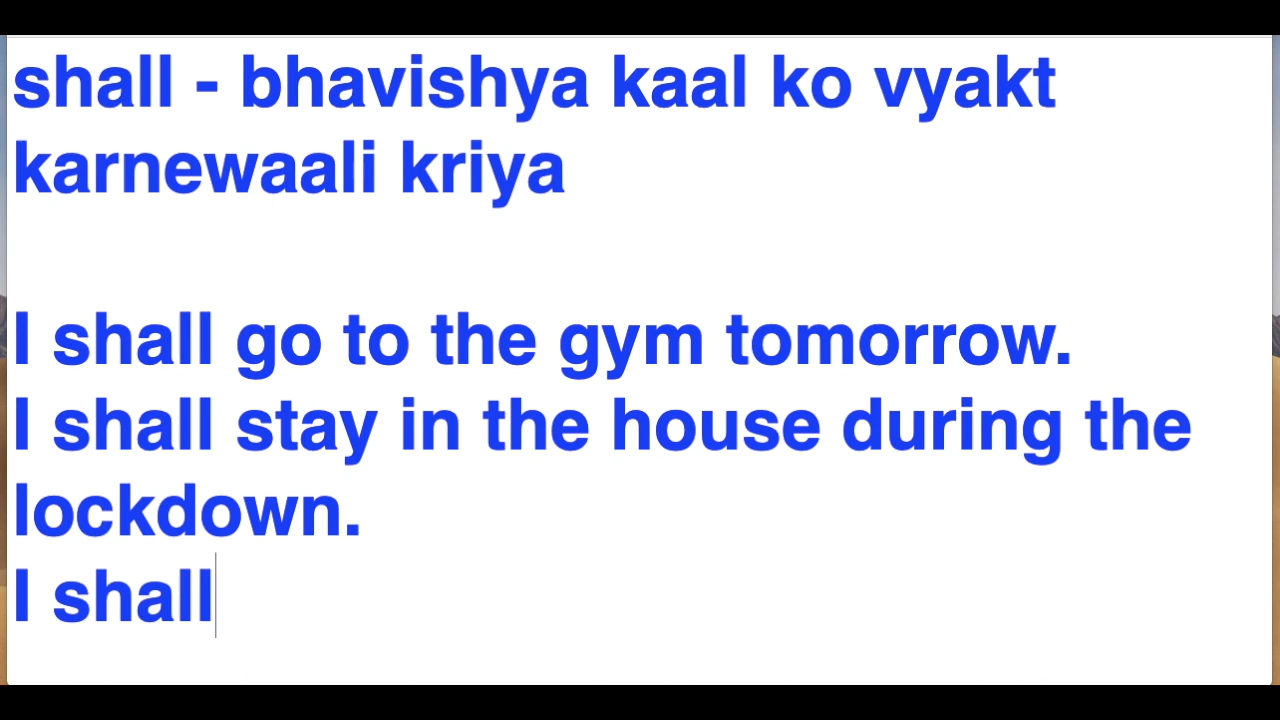 shall - bhavishya kaal ko vyakt
karnewaali kriya
I shall go to the gym tomorrow.
I shall stay in the house during the
lockdown.
I shall